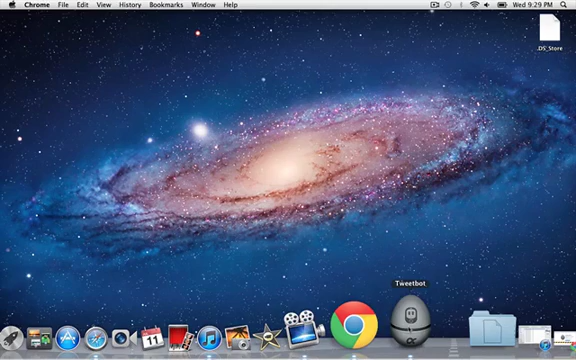 Chrome File Edit View History Bookmarks Window Help Wed 9:29 PM
.DS_Store
Tweetbot
11